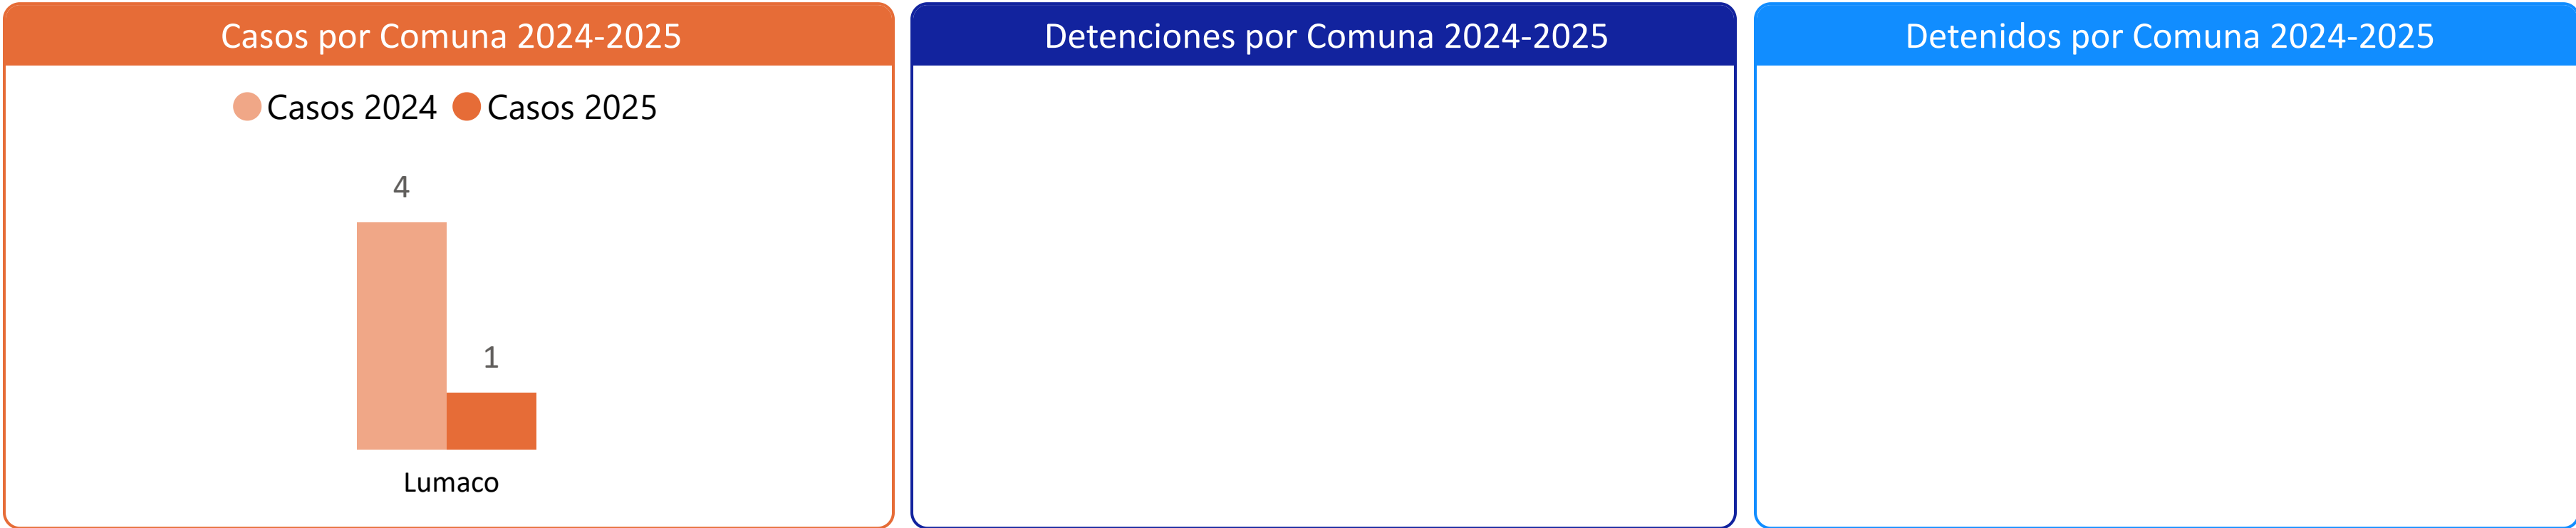 Casos por Comuna 2024-2025
Casos 2024 Casos 2025
4
1
Lumaco
Detenciones por Comuna 2024-2025
Detenidos por Comuna 2024-2025